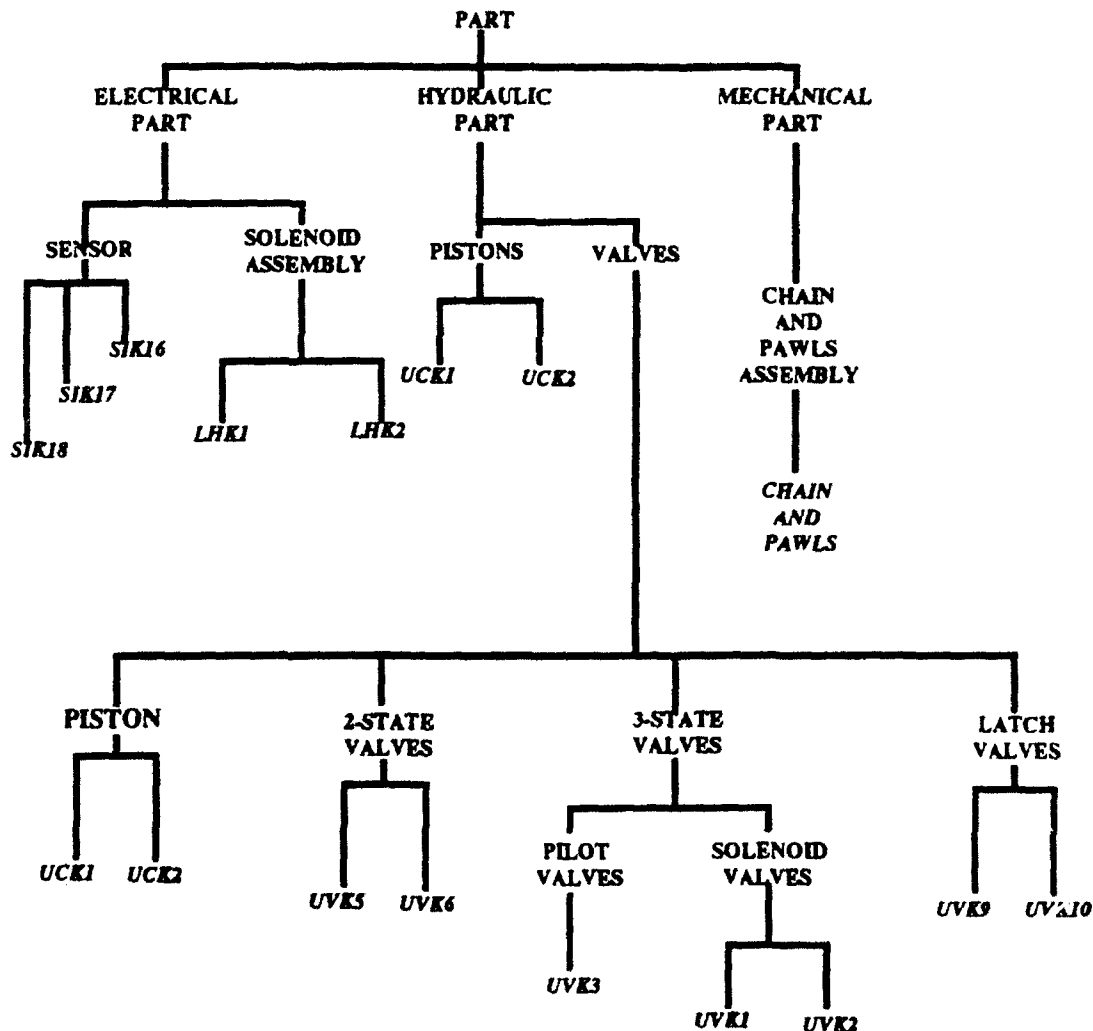 PART
ELECTRICAL
PART
HYDRAULIC
PART
MECHANICAL
PART
SENSOR
SOLENOID
ASSEMBLY
PISTONS
VALVES
CHAIN
AND
PAWLS
ASSEMBLY
SIK16
SIK17
SIK18
LHK1
LHK2
UCK1
UCK2
CHAIN
AND
PAWLS
PISTON
2-STATE
VALVES
3-STATE
VALVES
LATCH
VALVES
UCK1
UCK2
UVK5
UVK6
PILOT
VALVES
SOLENOID
VALVES
UVK9
UVK10
UVK3
UVK1
UVK2